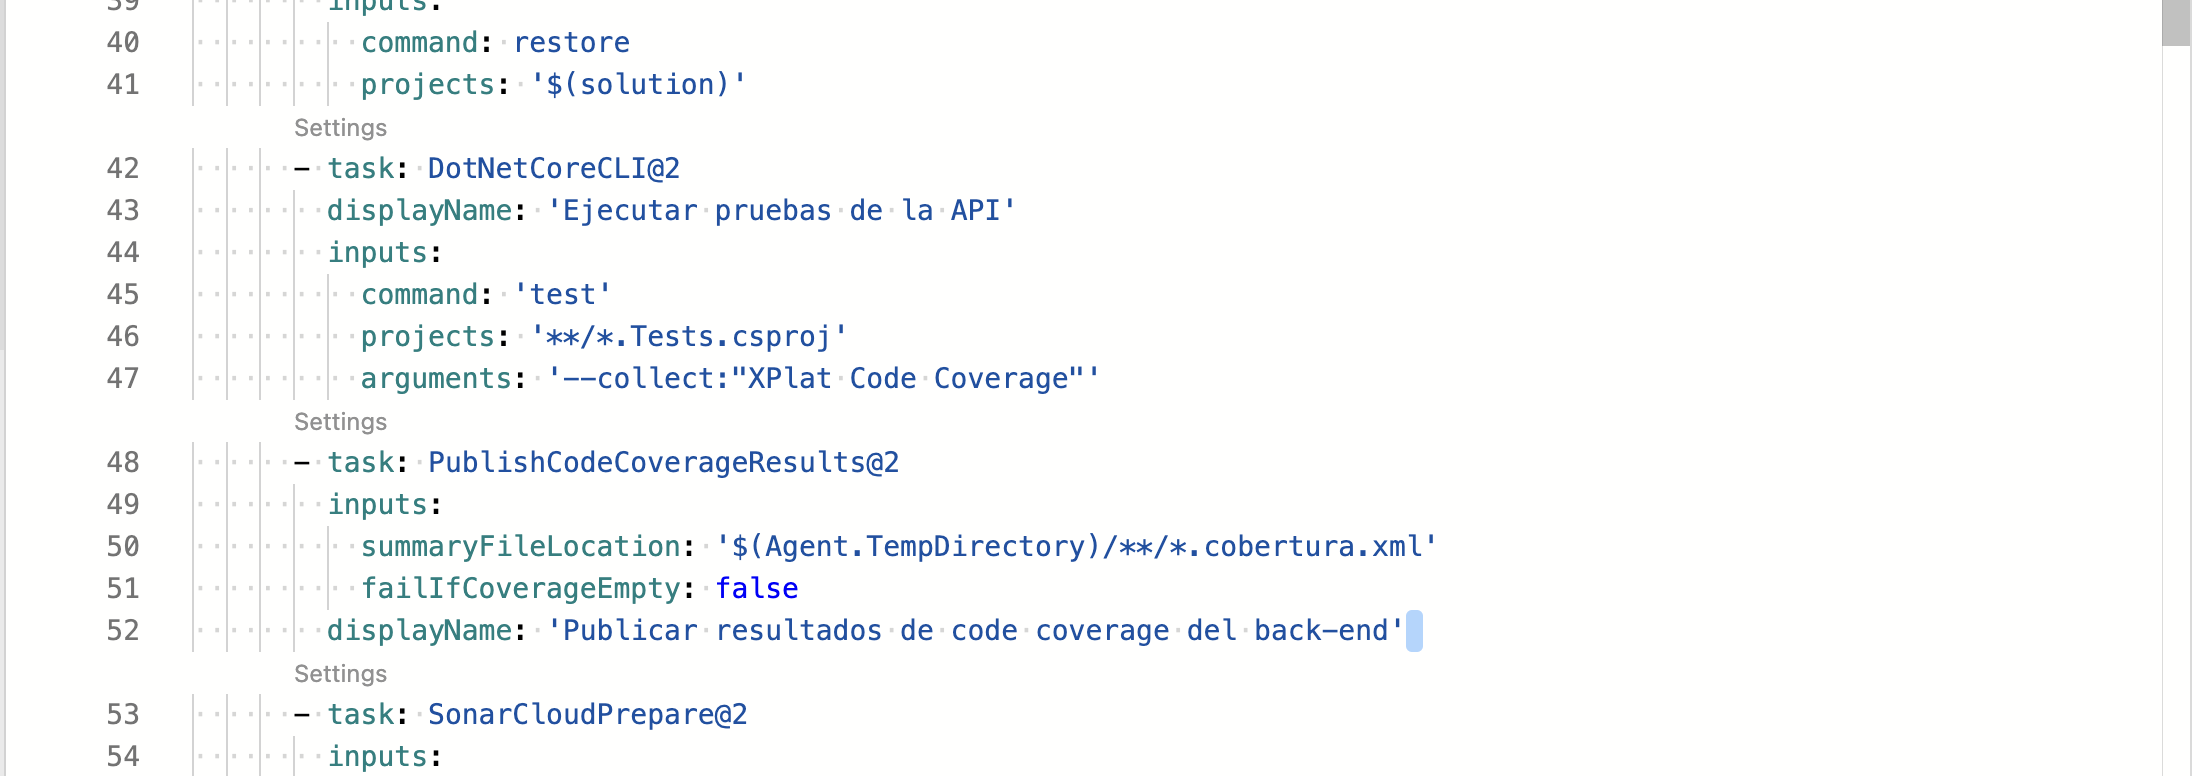 39 inputs:
40 command: restore
41 projects: '$(solution)'
Settings
42 - task: DotNetCoreCLI@2
43 displayName: 'Ejecutar pruebas de la API'
44 inputs:
45 command: 'test'
46 projects: '**/*.Tests.csproj'
47 arguments: '--collect:"XPlat Code Coverage"'
Settings
48 - task: PublishCodeCoverageResults@2
49 inputs:
50 summaryFileLocation: '$(Agent.TempDirectory)/**/*.cobertura.xml'
51 failIfCoverageEmpty: false
52 displayName: 'Publicar resultados de code coverage del back-end'
Settings
53 - task: SonarCloudPrepare@2
54 inputs: